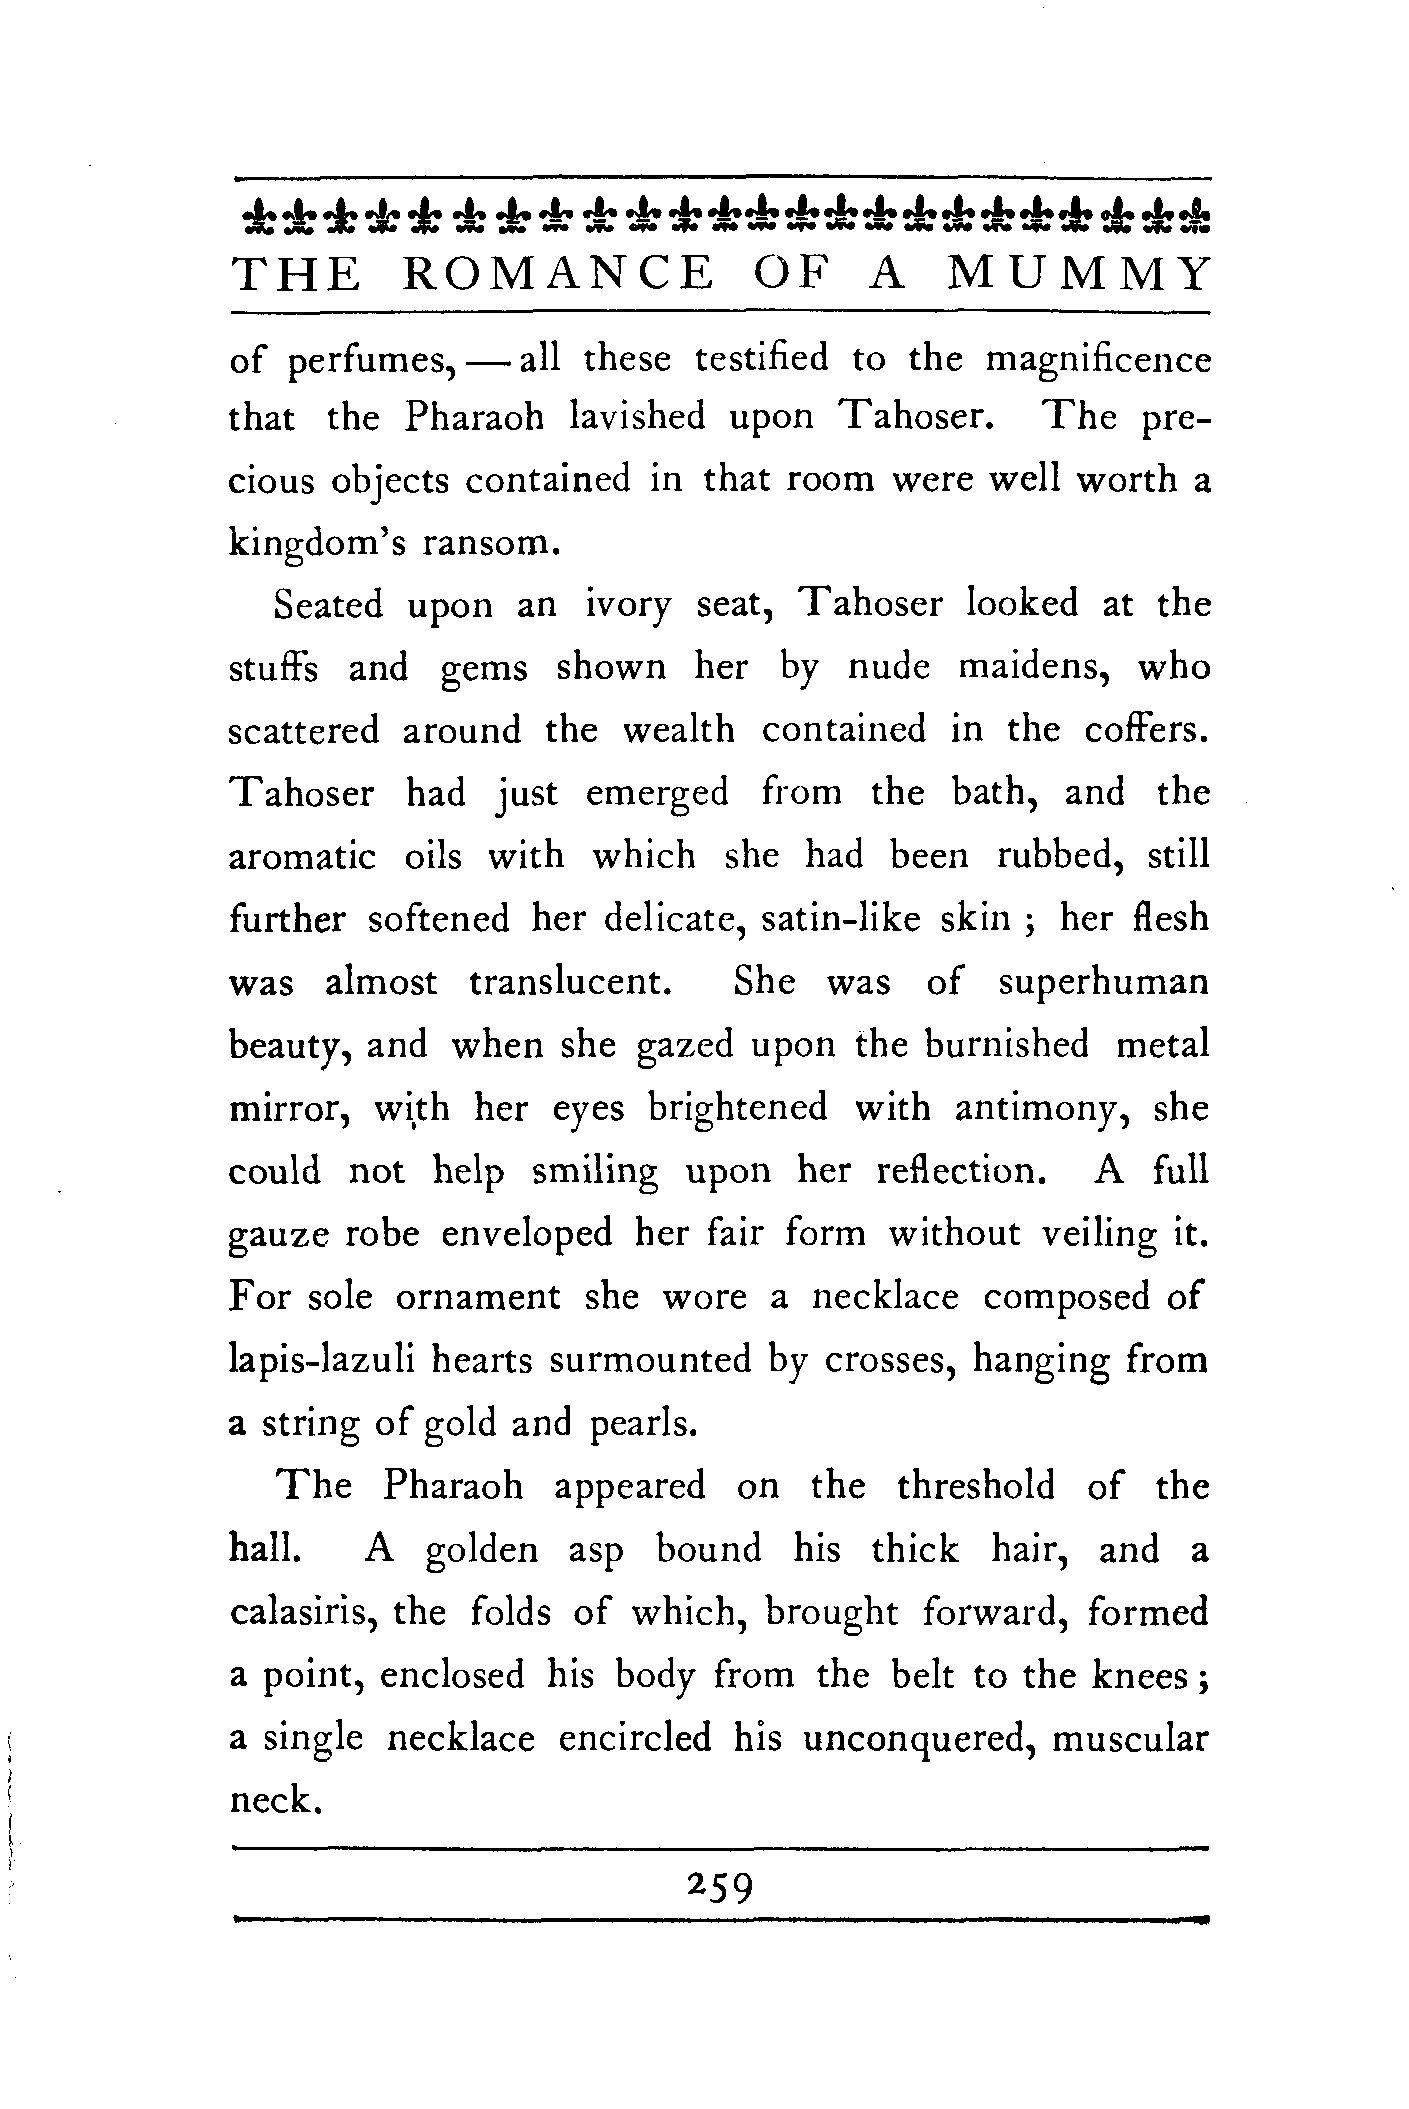 THE ROMANCE OF A MUMMY
of perfumes, — all these testified to the magnificence
that the Pharaoh lavished upon Tahoser. The pre-
cious objects contained in that room were well worth a
kingdom's ransom.
Seated upon an ivory seat, Tahoser looked at the
stuffs and gems shown her by nude maidens, who
scattered around the wealth contained in the coffers.
Tahoser had just emerged from the bath, and the
aromatic oils with which she had been rubbed, still
further softened her delicate, satin-like skin ; her flesh
was almost translucent. She was of superhuman
beauty, and when she gazed upon the burnished metal
mirror, with her eyes brightened with antimony, she
could not help smiling upon her reflection. A full
gauze robe enveloped her fair form without veiling it.
For sole ornament she wore a necklace composed of
lapis-lazuli hearts surmounted by crosses, hanging from
a string of gold and pearls.
The Pharaoh appeared on the threshold of the
hall. A golden asp bound his thick hair, and a
calasiris, the folds of which, brought forward, formed
a point, enclosed his body from the belt to the knees ;
a single necklace encircled his unconquered, muscular
neck.
259